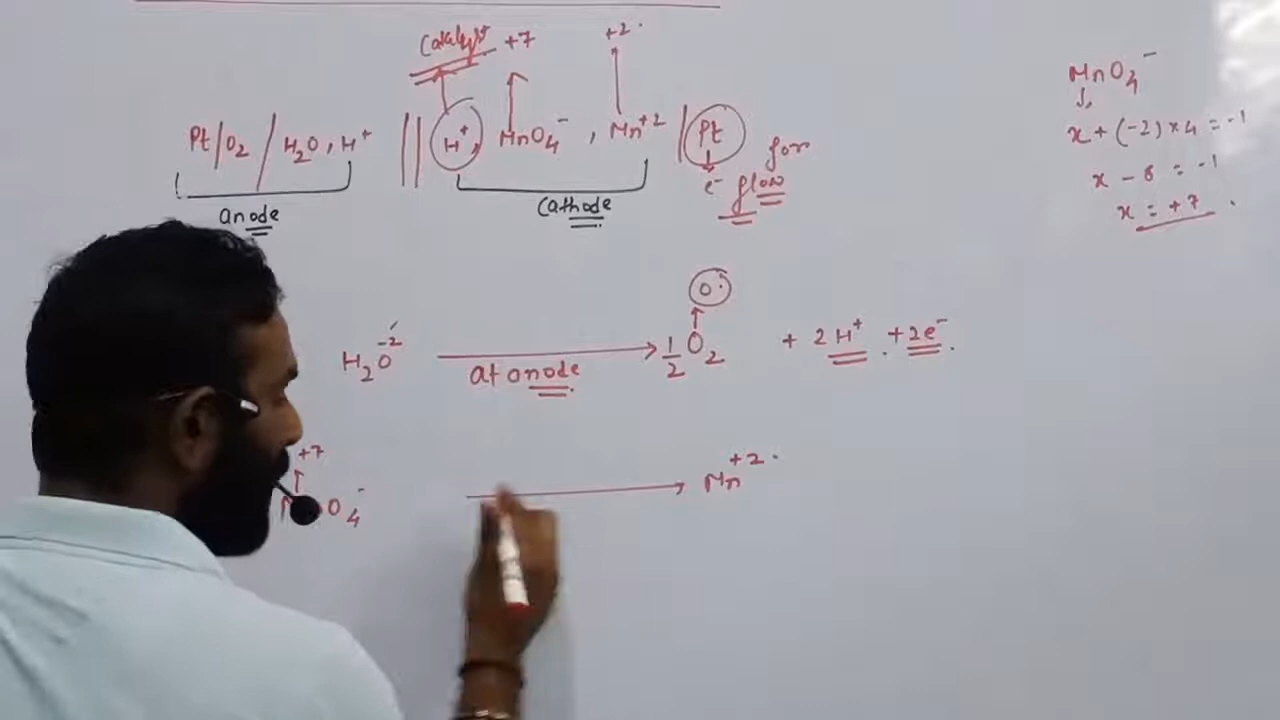 Catalyst +7 +2
Pt/O₂ / H₂O, H⁺ || H⁺, MnO₄⁻, Mn⁺² | Pt
anode
Cathode
e⁻ flow for
MnO₄⁻
x + (-2) × 4 = -1
x - 8 = -1
x = +7
0
H₂O⁻² → 1/2 O₂ + 2H⁺ + 2e⁻
at anode
+7
O₄⁻ → Mn⁺²